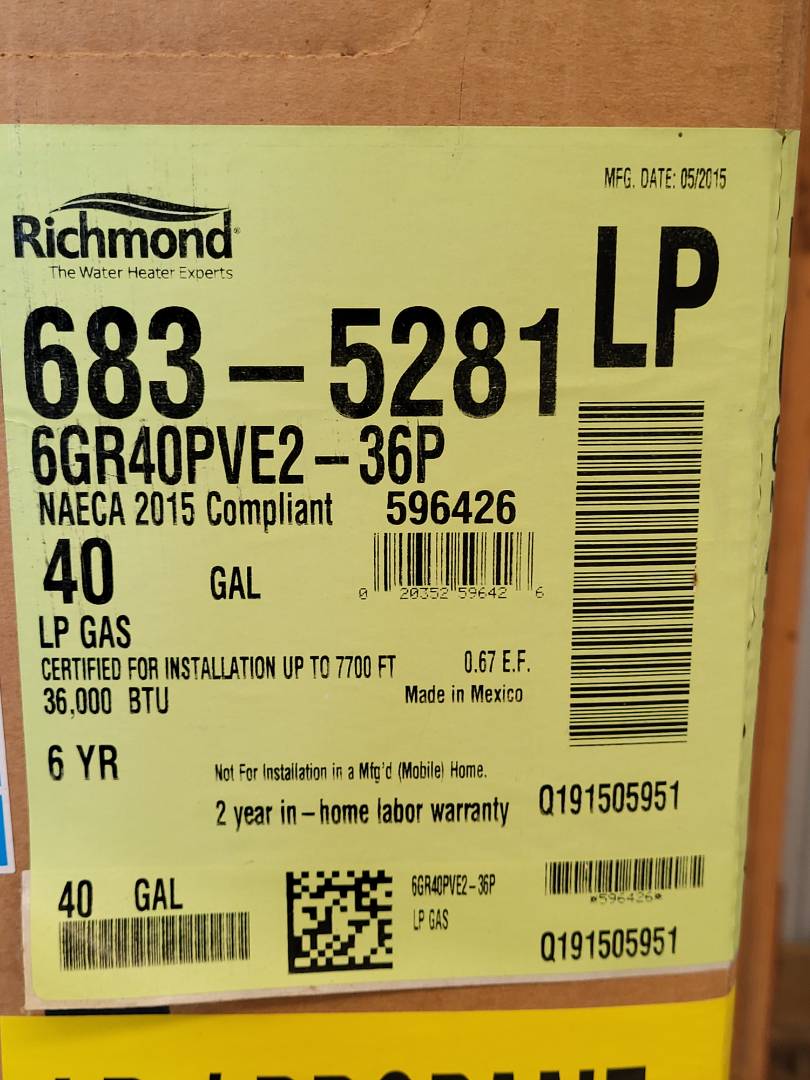 MFG. DATE: 05/2015
Richmond®
The Water Heater Experts
LP
683-5281
6GR40PVE2-36P
NAECA 2015 Compliant 596426
40 GAL
0 20352 59642 6
LP GAS
CERTIFIED FOR INSTALLATION UP TO 7700 FT 0.67 E.F.
36,000 BTU Made in Mexico
6 YR Not For Installation in a Mfg'd (Mobile) Home.
2 year in-home labor warranty Q191505951
40 GAL 6GR40PVE2-36P
*596426*
LP GAS
Q191505951
LP / PROPANE